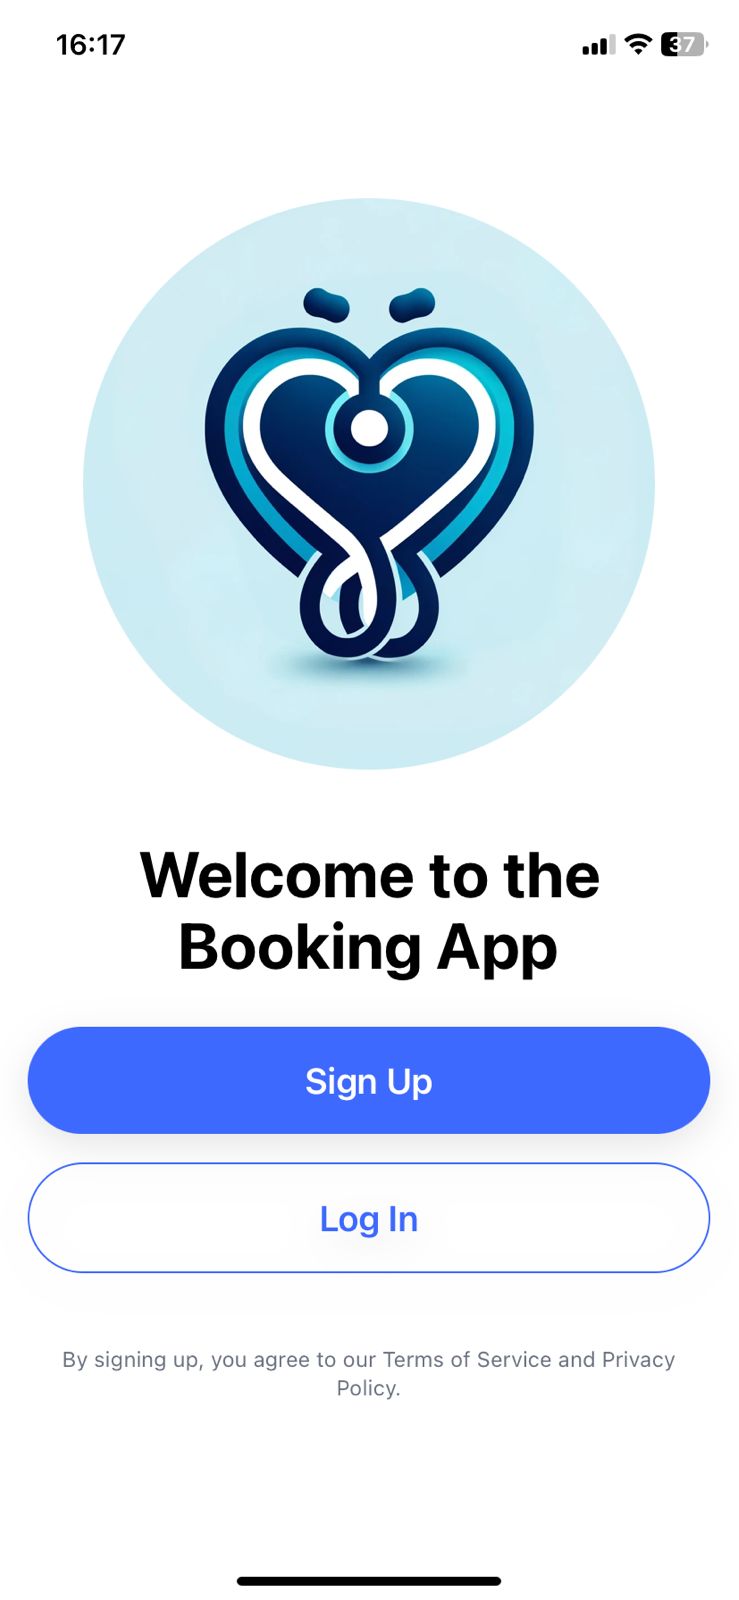 16:17
37
Welcome to the
Booking App
Sign Up
Log In
By signing up, you agree to our Terms of Service and Privacy
Policy.